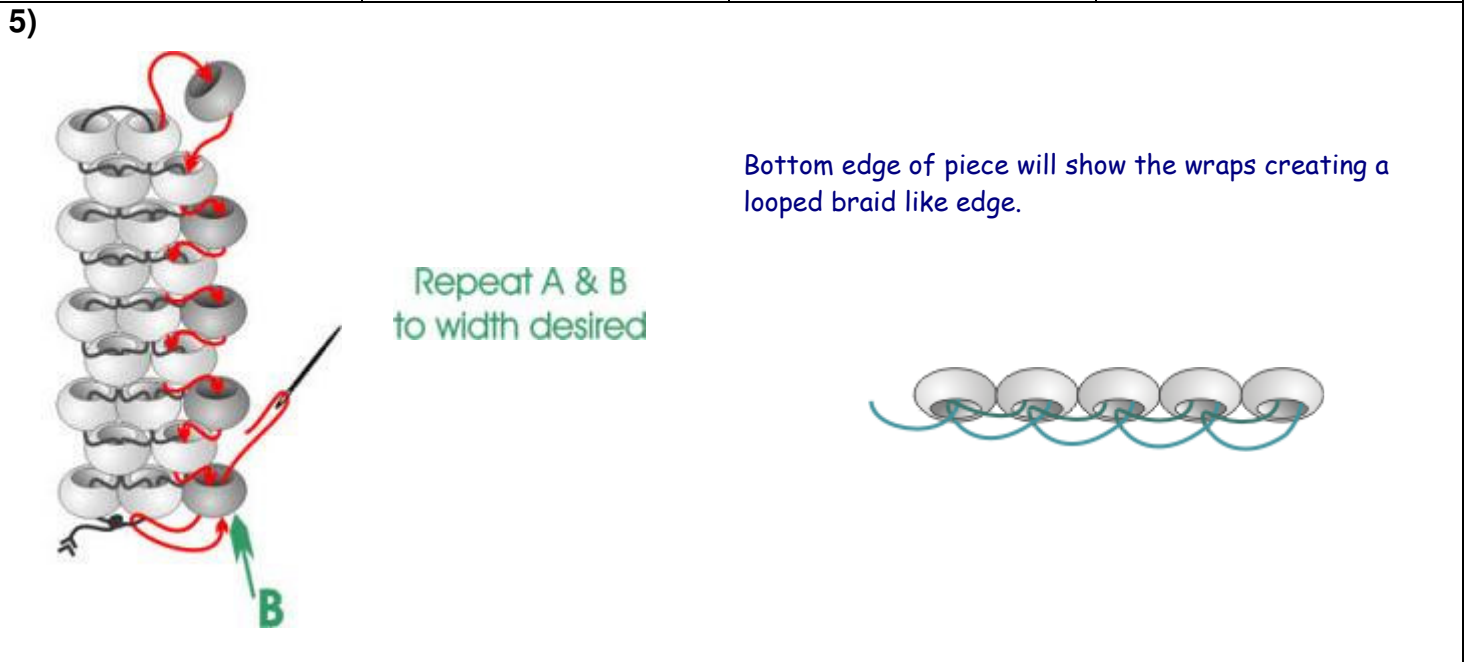 5)
Repeat A & B
to width desired
B
Bottom edge of piece will show the wraps creating a
looped braid like edge.